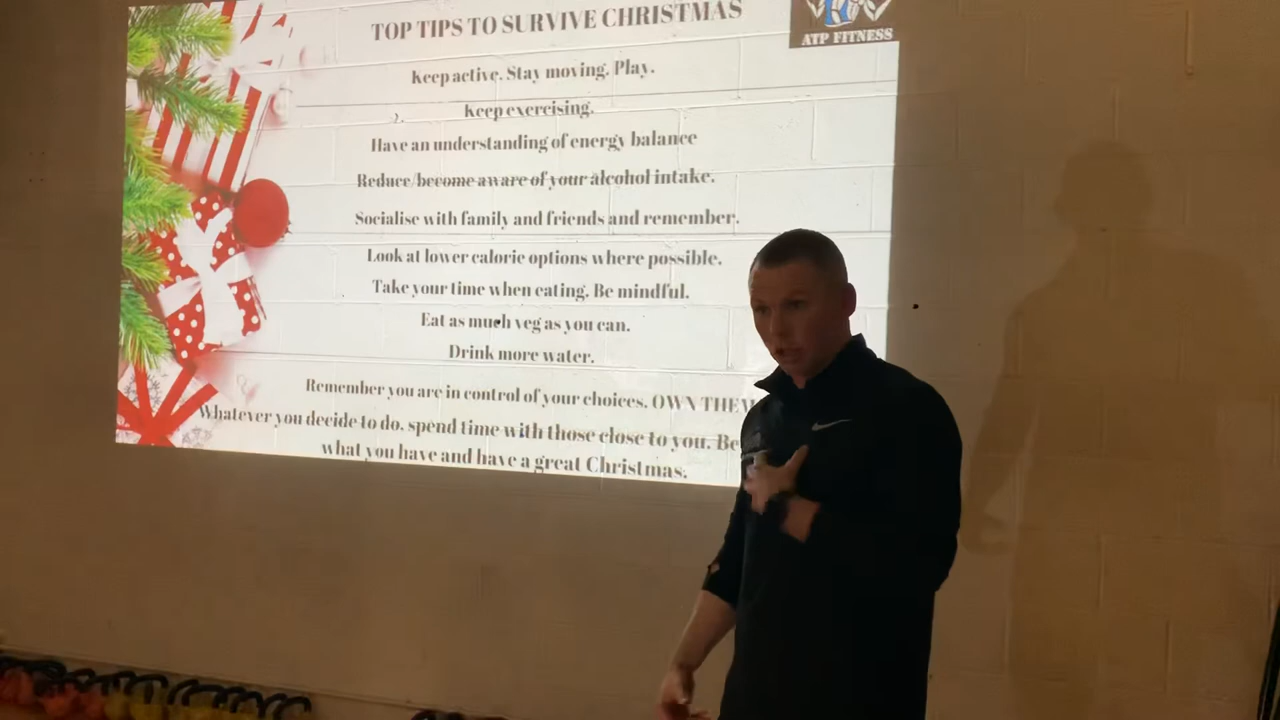 TOP TIPS TO SURVIVE CHRISTMAS
ATP FITNESS
Keep active. Stay moving. Play.
Keep exercising.
Have an understanding of energy balance
Reduce/become aware of your alcohol intake.
Socialise with family and friends and remember.
Look at lower calorie options where possible.
Take your time when eating. Be mindful.
Eat as much veg as you can.
Drink more water.
Remember you are in control of your choices. OWN THEM
Whatever you decide to do. spend time with those close to you. Be
what you have and have a great Christmas.